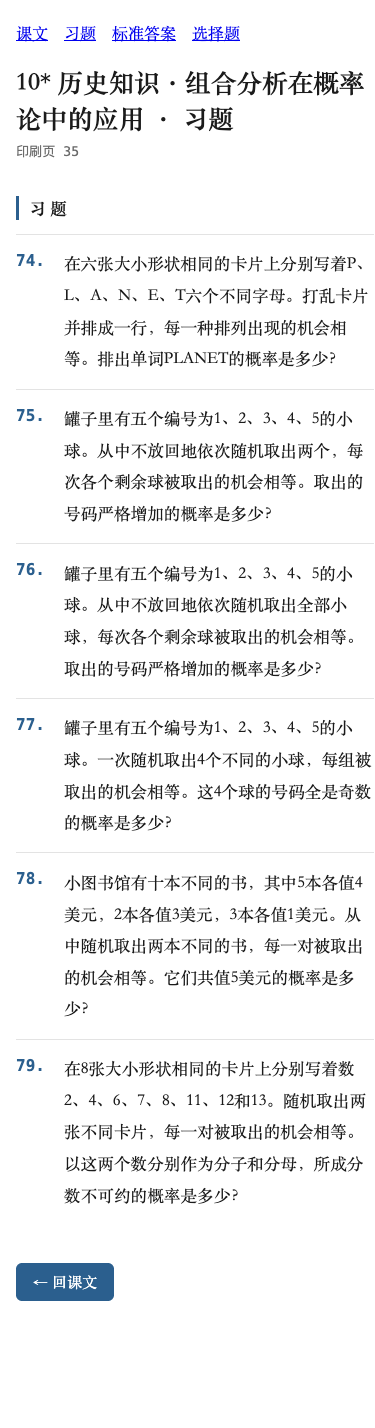 课文 习题 标准答案 选择题
10* 历史知识 · 组合分析在概率
论中的应用 · 习题
印刷页 35
习 题
74. 在六张大小形状相同的卡片上分别写着P、
L、A、N、E、T六个不同字母。打乱卡片
并排成一行，每一种排列出现的机会相
等。排出单词PLANET的概率是多少？
75. 罐子里有五个编号为1、2、3、4、5的小
球。从中不放回地依次随机取出两个，每
次各个剩余球被取出的机会相等。取出的
号码严格增加的概率是多少？
76. 罐子里有五个编号为1、2、3、4、5的小
球。从中不放回地依次随机取出全部小
球，每次各个剩余球被取出的机会相等。
取出的号码严格增加的概率是多少？
77. 罐子里有五个编号为1、2、3、4、5的小
球。一次随机取出4个不同的小球，每组被
取出的机会相等。这4个球的号码全是奇数
的概率是多少？
78. 小图书馆有十本不同的书，其中5本各值4
美元，2本各值3美元，3本各值1美元。从
中随机取出两本不同的书，每一对被取出
的机会相等。它们共值5美元的概率是多
少？
79. 在8张大小形状相同的卡片上分别写着数
2、4、6、7、8、11、12和13。随机取出两
张不同卡片，每一对被取出的机会相等。
以这两个数分别作为分子和分母，所成分
数不可约的概率是多少？
← 回课文